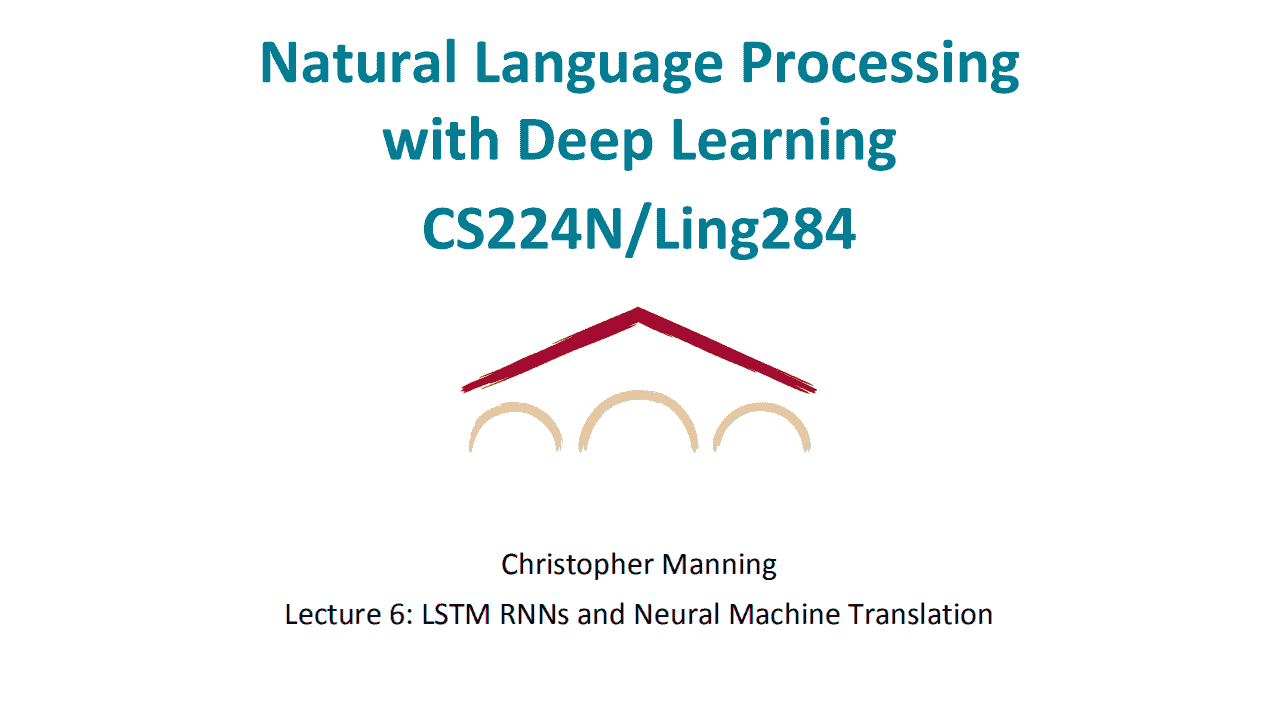 Natural Language Processing
with Deep Learning
CS224N/Ling284
Christopher Manning
Lecture 6: LSTM RNNs and Neural Machine Translation